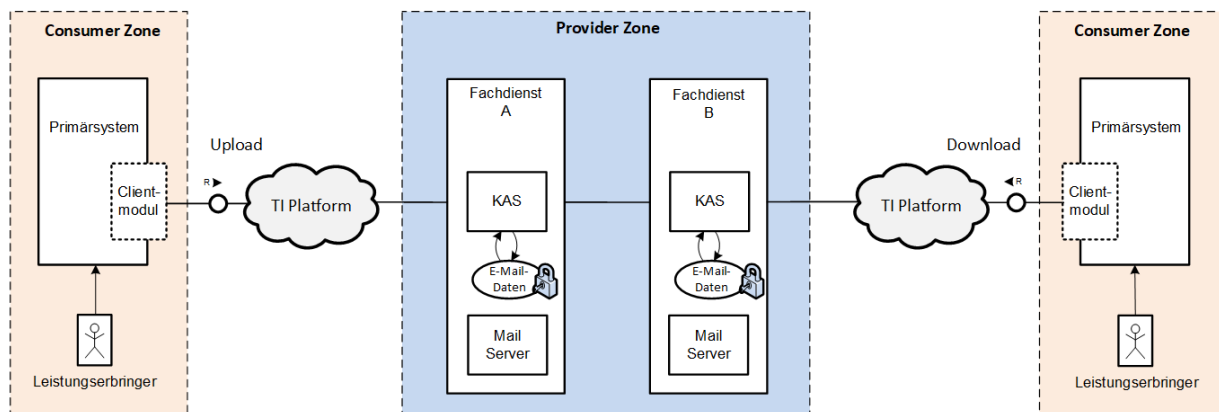 Consumer Zone
Primärsystem
Client-
modul
Leistungserbringer
Upload
R
TI Platform
Provider Zone
Fachdienst
A
KAS
E-Mail-
Daten
Mail
Server
Fachdienst
B
KAS
E-Mail-
Daten
Mail
Server
Download
R
TI Platform
Consumer Zone
Primärsystem
Client-
modul
Leistungserbringer